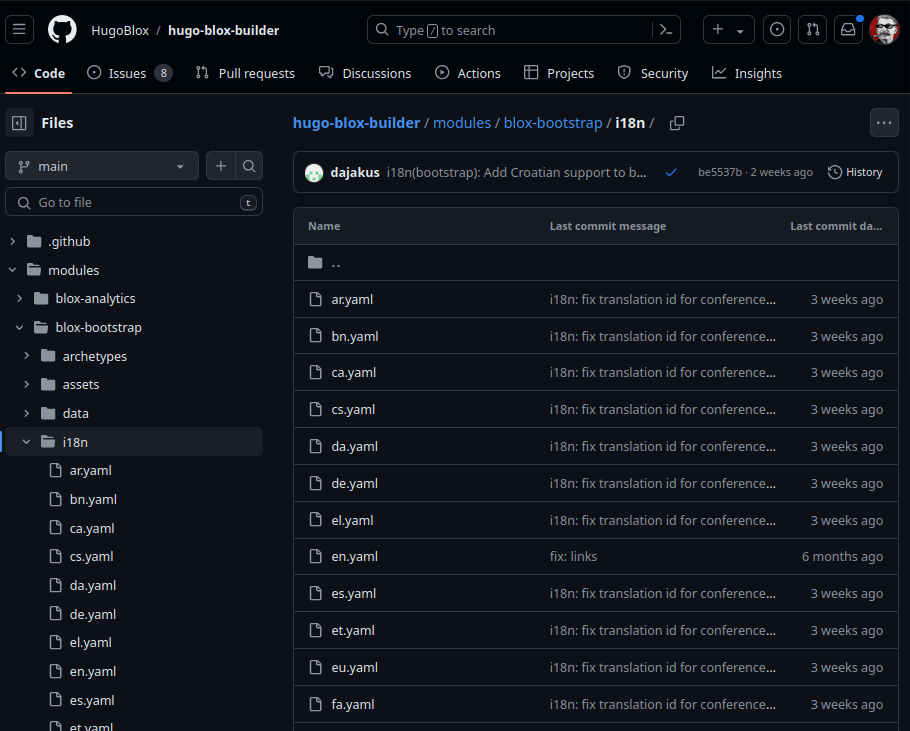 HugoBlox / hugo-blox-builder
Type / to search
Code
Issues 8
Pull requests
Discussions
Actions
Projects
Security
Insights
Files
main
Go to file
t
.github
modules
blox-analytics
blox-bootstrap
archetypes
assets
data
i18n
ar.yaml
bn.yaml
ca.yaml
cs.yaml
da.yaml
de.yaml
el.yaml
en.yaml
es.yaml
et.yaml
hugo-blox-builder / modules / blox-bootstrap / i18n /
dajakus i18n(bootstrap): Add Croatian support to b... be5537b · 2 weeks ago History
Name Last commit message Last commit da...
..
ar.yaml i18n: fix translation id for conference... 3 weeks ago
bn.yaml i18n: fix translation id for conference... 3 weeks ago
ca.yaml i18n: fix translation id for conference... 3 weeks ago
cs.yaml i18n: fix translation id for conference... 3 weeks ago
da.yaml i18n: fix translation id for conference... 3 weeks ago
de.yaml i18n: fix translation id for conference... 3 weeks ago
el.yaml i18n: fix translation id for conference... 3 weeks ago
en.yaml fix: links 6 months ago
es.yaml i18n: fix translation id for conference... 3 weeks ago
et.yaml i18n: fix translation id for conference... 3 weeks ago
eu.yaml i18n: fix translation id for conference... 3 weeks ago
fa.yaml i18n: fix translation id for conference... 3 weeks ago